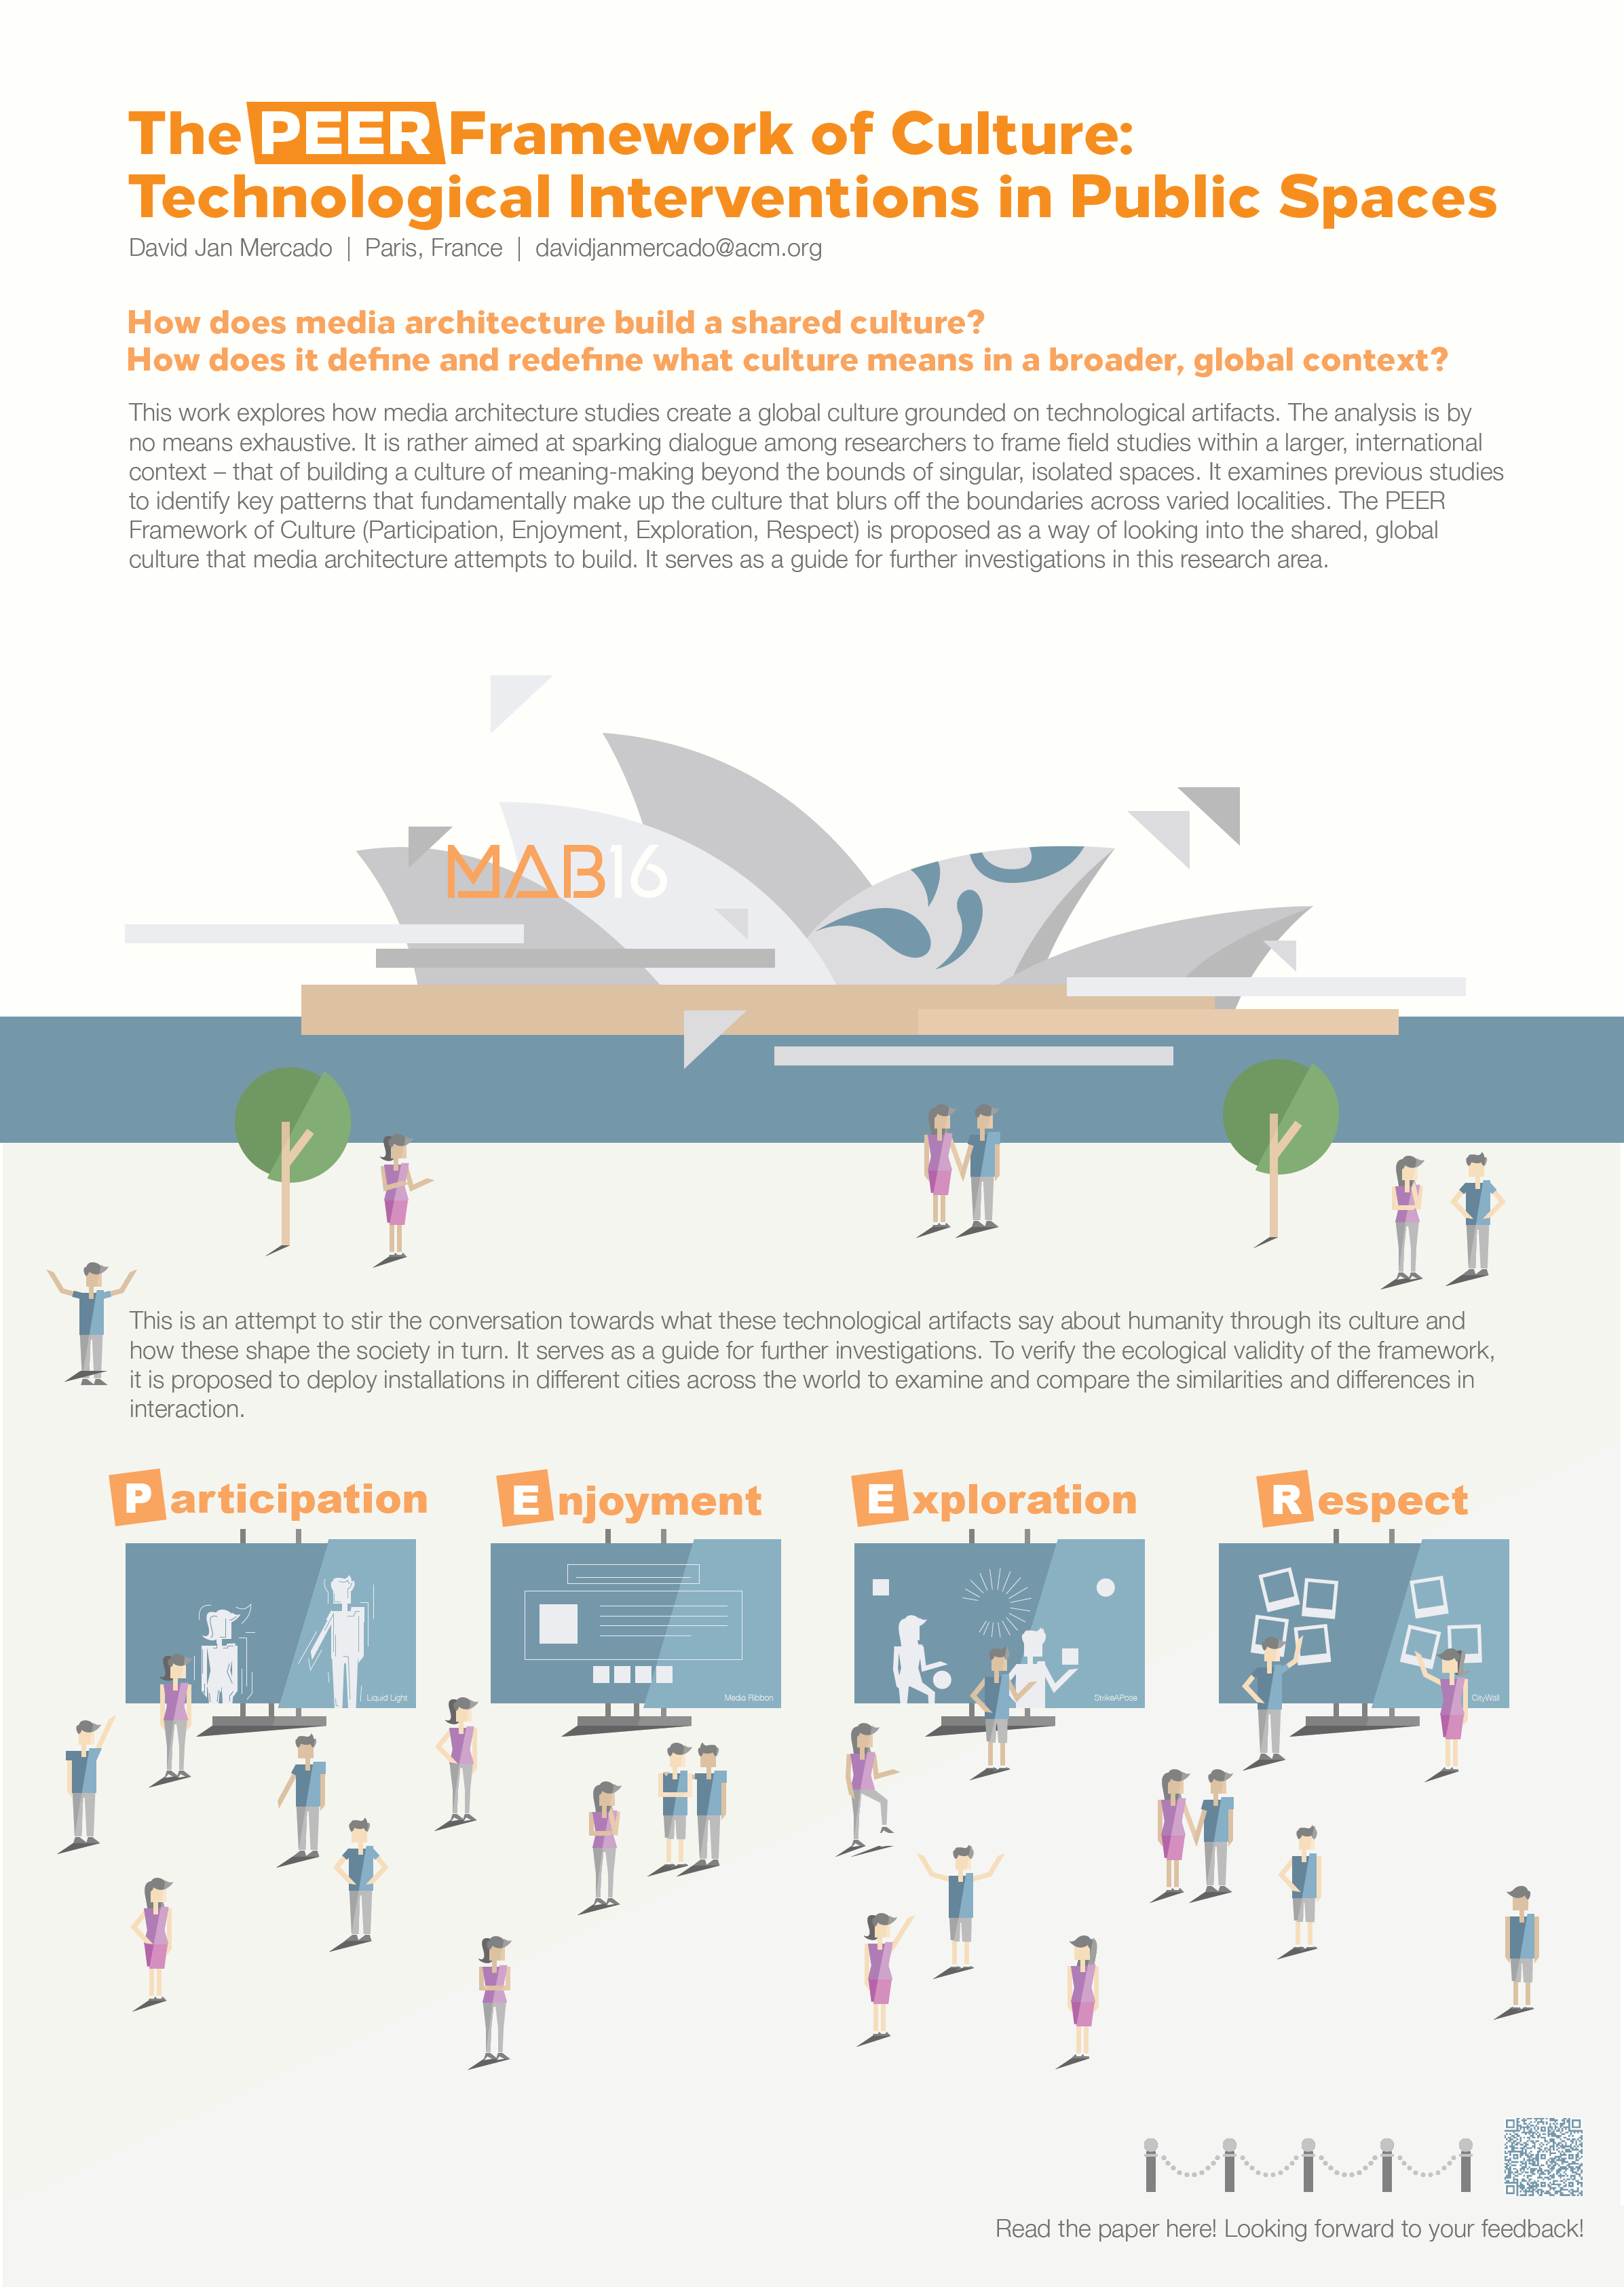 The PEER Framework of Culture:
Technological Interventions in Public Spaces
David Jan Mercado | Paris, France | davidjanmercado@acm.org
How does media architecture build a shared culture?
How does it define and redefine what culture means in a broader, global context?
This work explores how media architecture studies create a global culture grounded on technological artifacts. The analysis is by
no means exhaustive. It is rather aimed at sparking dialogue among researchers to frame field studies within a larger, international
context – that of building a culture of meaning-making beyond the bounds of singular, isolated spaces. It examines previous studies
to identify key patterns that fundamentally make up the culture that blurs off the boundaries across varied localities. The PEER
Framework of Culture (Participation, Enjoyment, Exploration, Respect) is proposed as a way of looking into the shared, global
culture that media architecture attempts to build. It serves as a guide for further investigations in this research area.
MAB16
This is an attempt to stir the conversation towards what these technological artifacts say about humanity through its culture and
how these shape the society in turn. It serves as a guide for further investigations. To verify the ecological validity of the framework,
it is proposed to deploy installations in different cities across the world to examine and compare the similarities and differences in
interaction.
Participation
Enjoyment
Exploration
Respect
Liquid Light
Media Ribbon
StrikeAPose
CityWall
Read the paper here! Looking forward to your feedback!